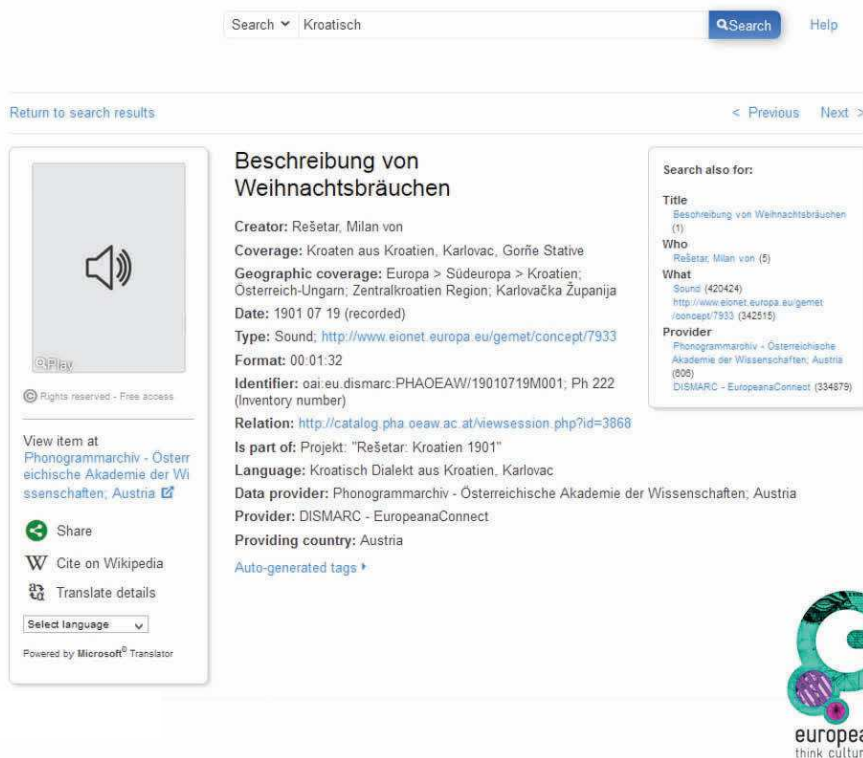 Search Kroatisch Search Help
Return to search results < Previous Next >
Play
© Rights reserved - Free access
View item at
Phonogrammarchiv - Österr
eichische Akademie der Wi
ssenschaften; Austria
Share
W Cite on Wikipedia
Translate details
Select language
Powered by Microsoft® Translator
Beschreibung von
Weihnachtsbräuchen
Creator: Rešetar, Milan von
Coverage: Kroaten aus Kroatien, Karlovac, Gorñe Stative
Geographic coverage: Europa > Südeuropa > Kroatien;
Österreich-Ungarn; Zentralkroatien Region; Karlovačka Županija
Date: 1901 07 19 (recorded)
Type: Sound; http://www.eionet.europa.eu/gemet/concept/7933
Format: 00:01:32
Identifier: oai:eu.dismarc:PHAOEAW/19010719M001; Ph 222
(Inventory number)
Relation: http://catalog.pha.oeaw.ac.at/viewsession.php?id=3868
Is part of: Projekt: "Rešetar: Kroatien 1901"
Language: Kroatisch Dialekt aus Kroatien, Karlovac
Data provider: Phonogrammarchiv - Österreichische Akademie der Wissenschaften; Austria
Provider: DISMARC - EuropeanaConnect
Providing country: Austria
Auto-generated tags
Search also for:
Title
Beschreibung von Weihnachtsbräuchen
(1)
Who
Rešetar, Milan von (5)
What
Sound (420424)
http://www.eionet.europa.eu/gemet
/concept/7933 (342515)
Provider
Phonogrammarchiv - Österreichische
Akademie der Wissenschaften; Austria
(606)
DISMARC - EuropeanaConnect (334879)
europea
think cultur